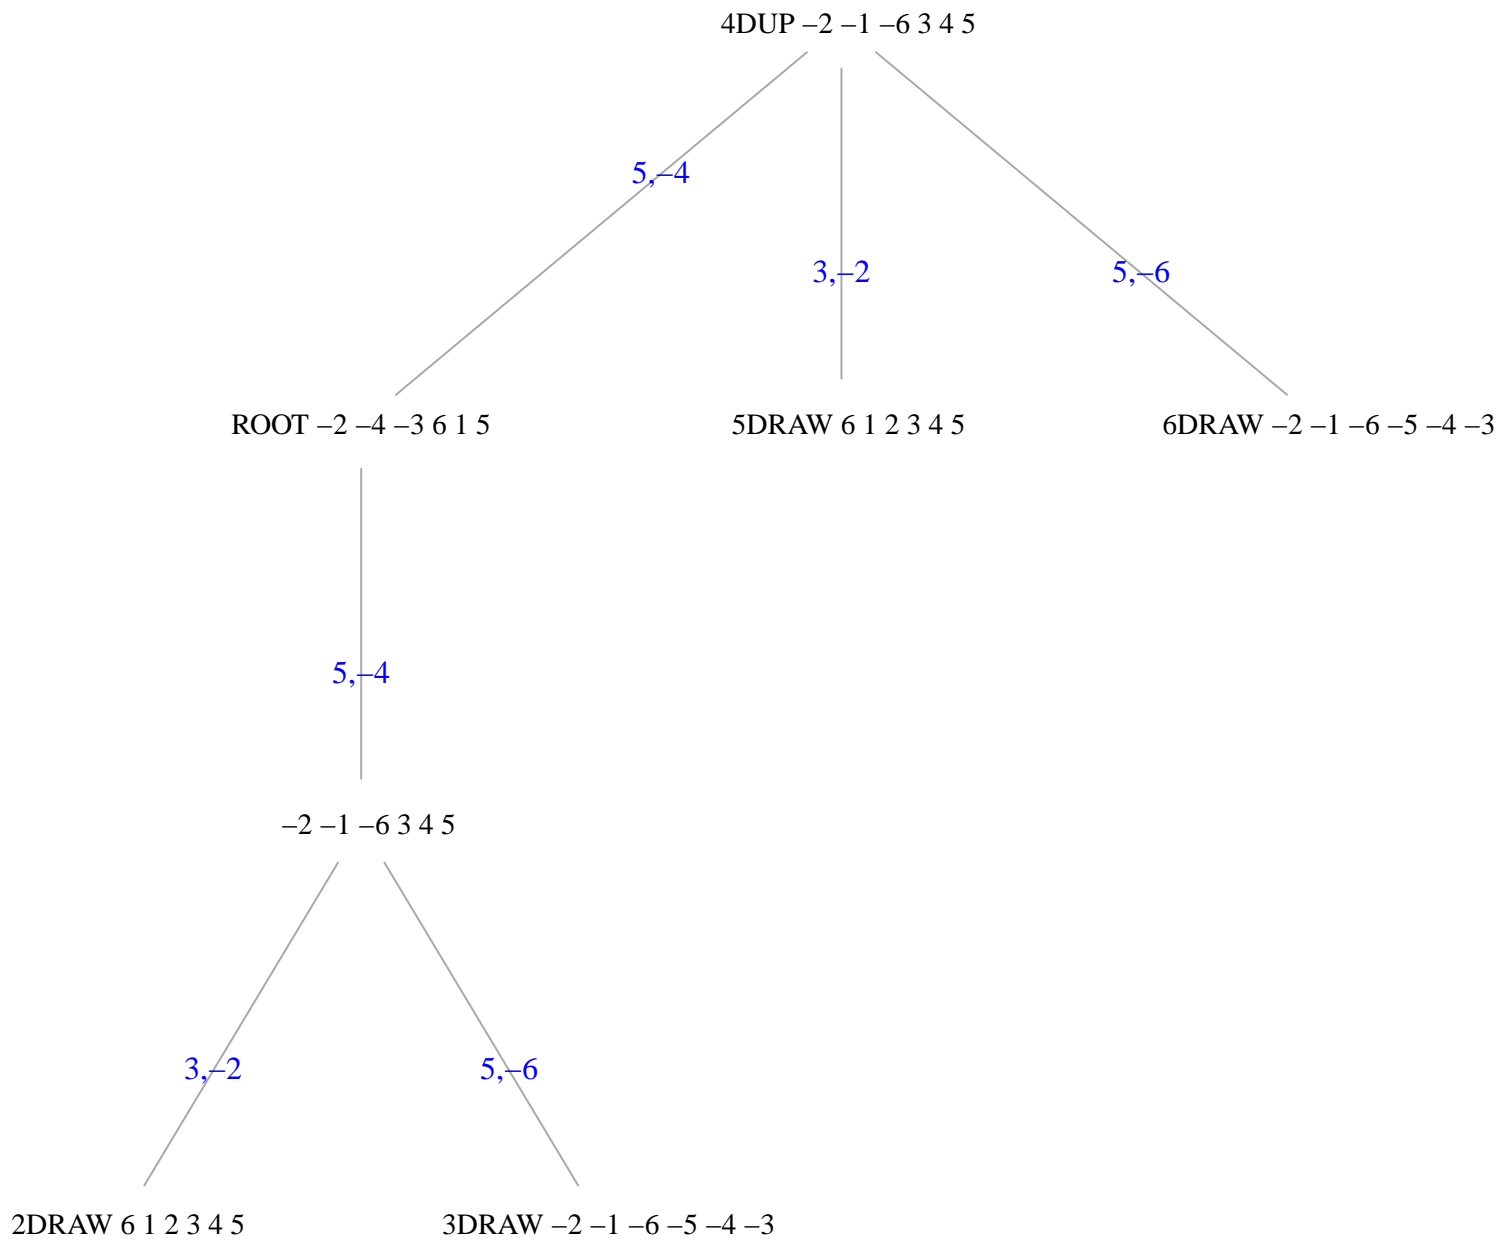 4DUP –2 –1 –6 3 4 5
5,–4
3,–2
5,–6
ROOT –2 –4 –3 6 1 5
5DRAW 6 1 2 3 4 5
6DRAW –2 –1 –6 –5 –4 –3
5,–4
–2 –1 –6 3 4 5
3,–2
5,–6
2DRAW 6 1 2 3 4 5
3DRAW –2 –1 –6 –5 –4 –3